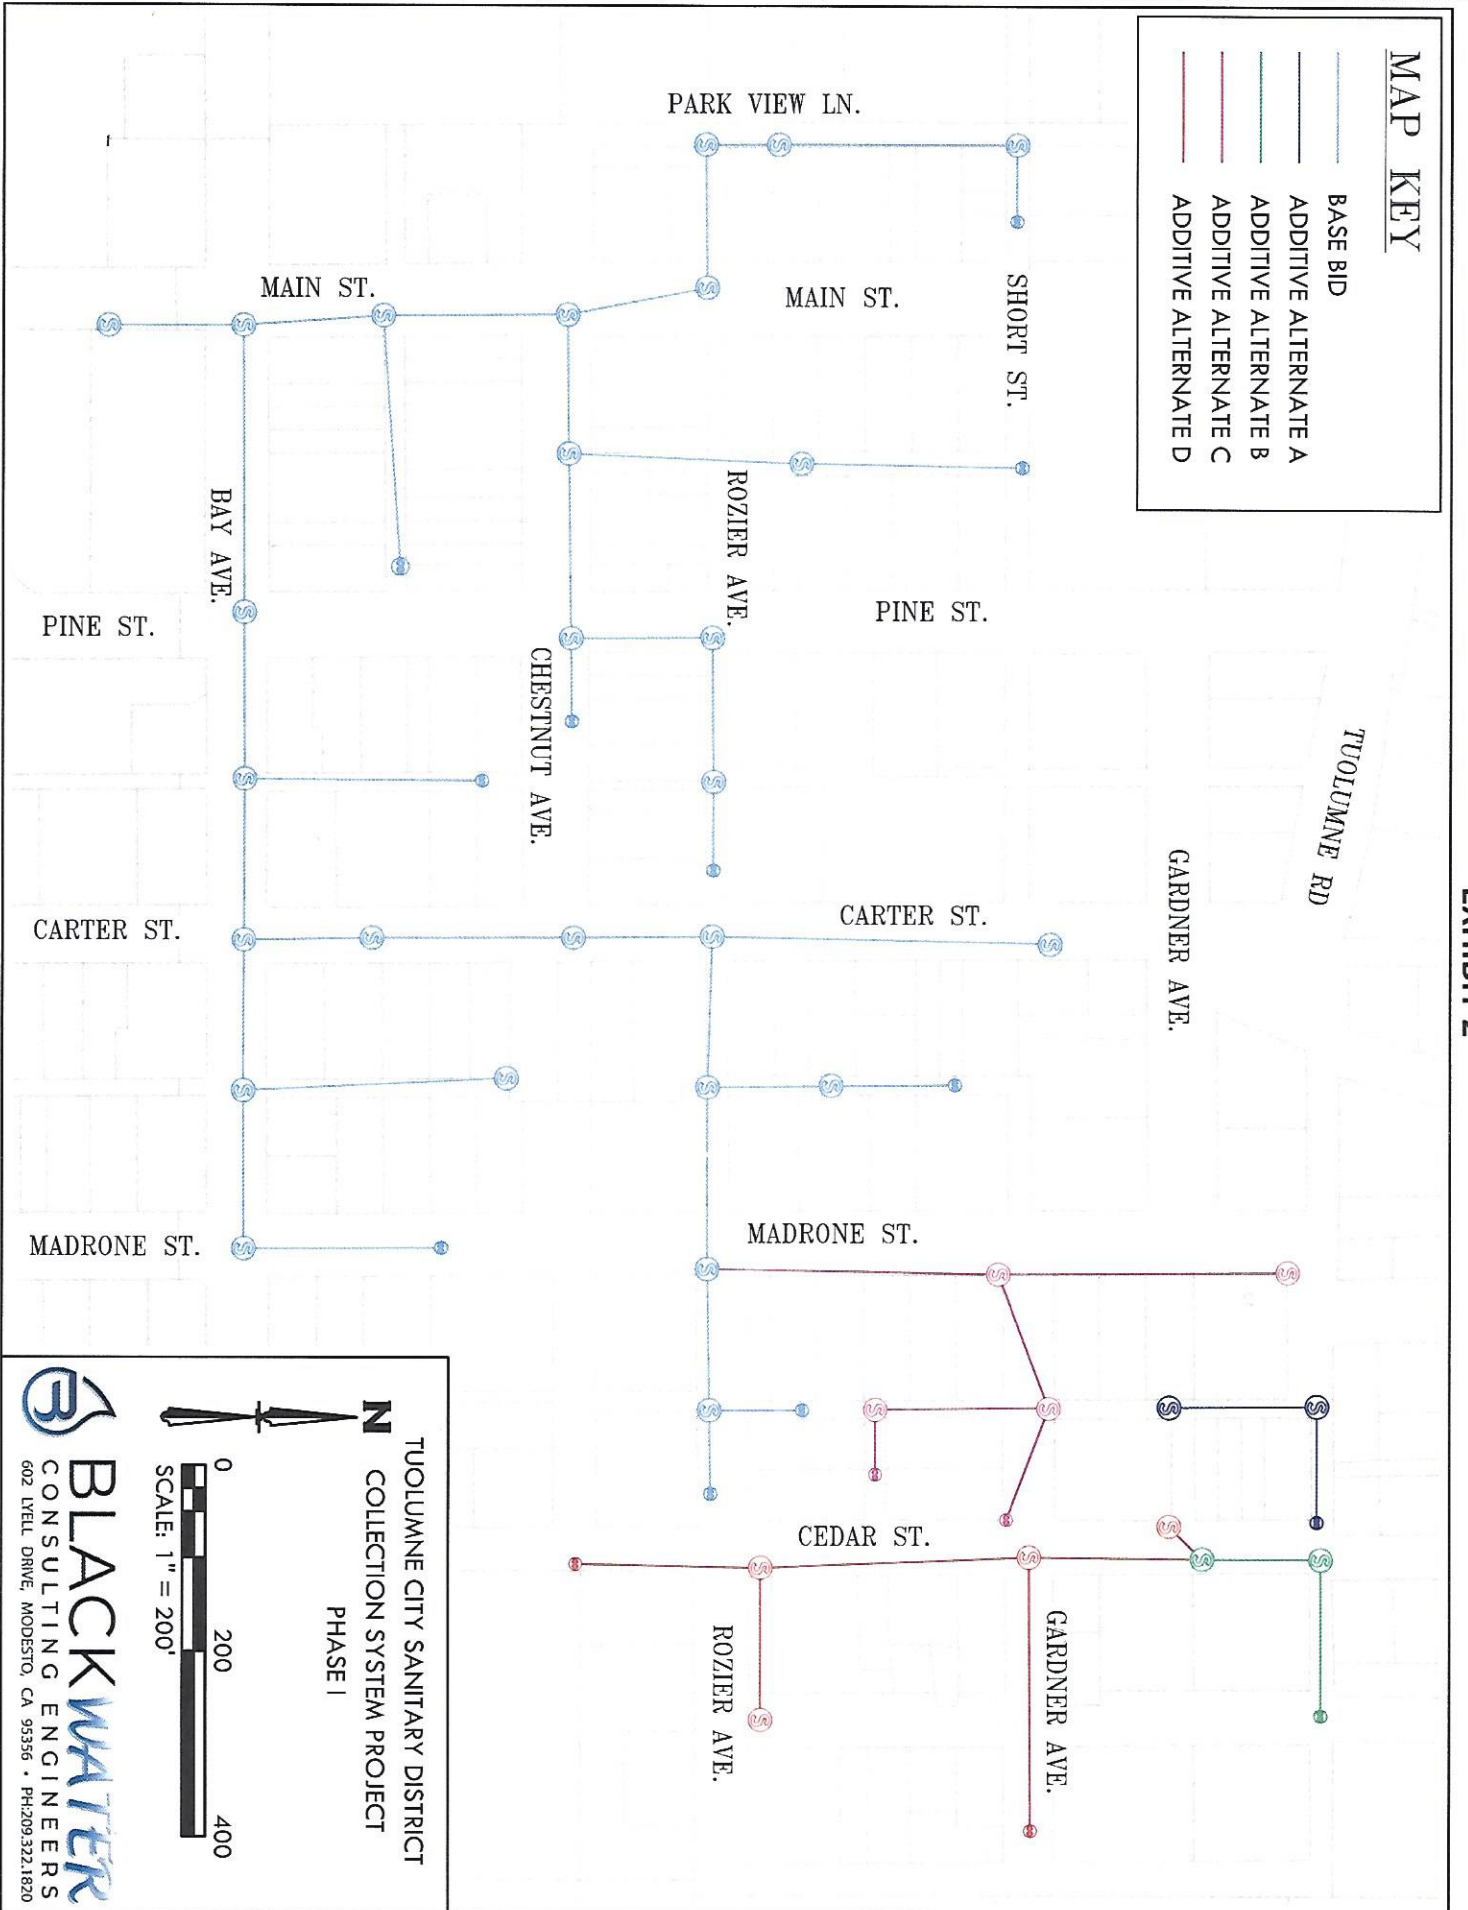 EXHIBIT 2
MAP KEY
BASE BID
ADDITIVE ALTERNATE A
ADDITIVE ALTERNATE B
ADDITIVE ALTERNATE C
ADDITIVE ALTERNATE D
PARK VIEW LN.
MAIN ST.
MAIN ST.
SHORT ST.
ROZIER AVE.
BAY AVE.
PINE ST.
PINE ST.
CHESTNUT AVE.
TUOLUMNE RD
GARDNER AVE.
CARTER ST.
CARTER ST.
MADRONE ST.
MADRONE ST.
CEDAR ST.
ROZIER AVE.
GARDNER AVE.
TUOLUMNE CITY SANITARY DISTRICT
COLLECTION SYSTEM PROJECT
PHASE I
N
0 200 400
SCALE: 1" = 200'
BLACKWATER
CONSULTING ENGINEERS
602 LYELL DRIVE, MODESTO, CA 95356 • PH:209.322.1820